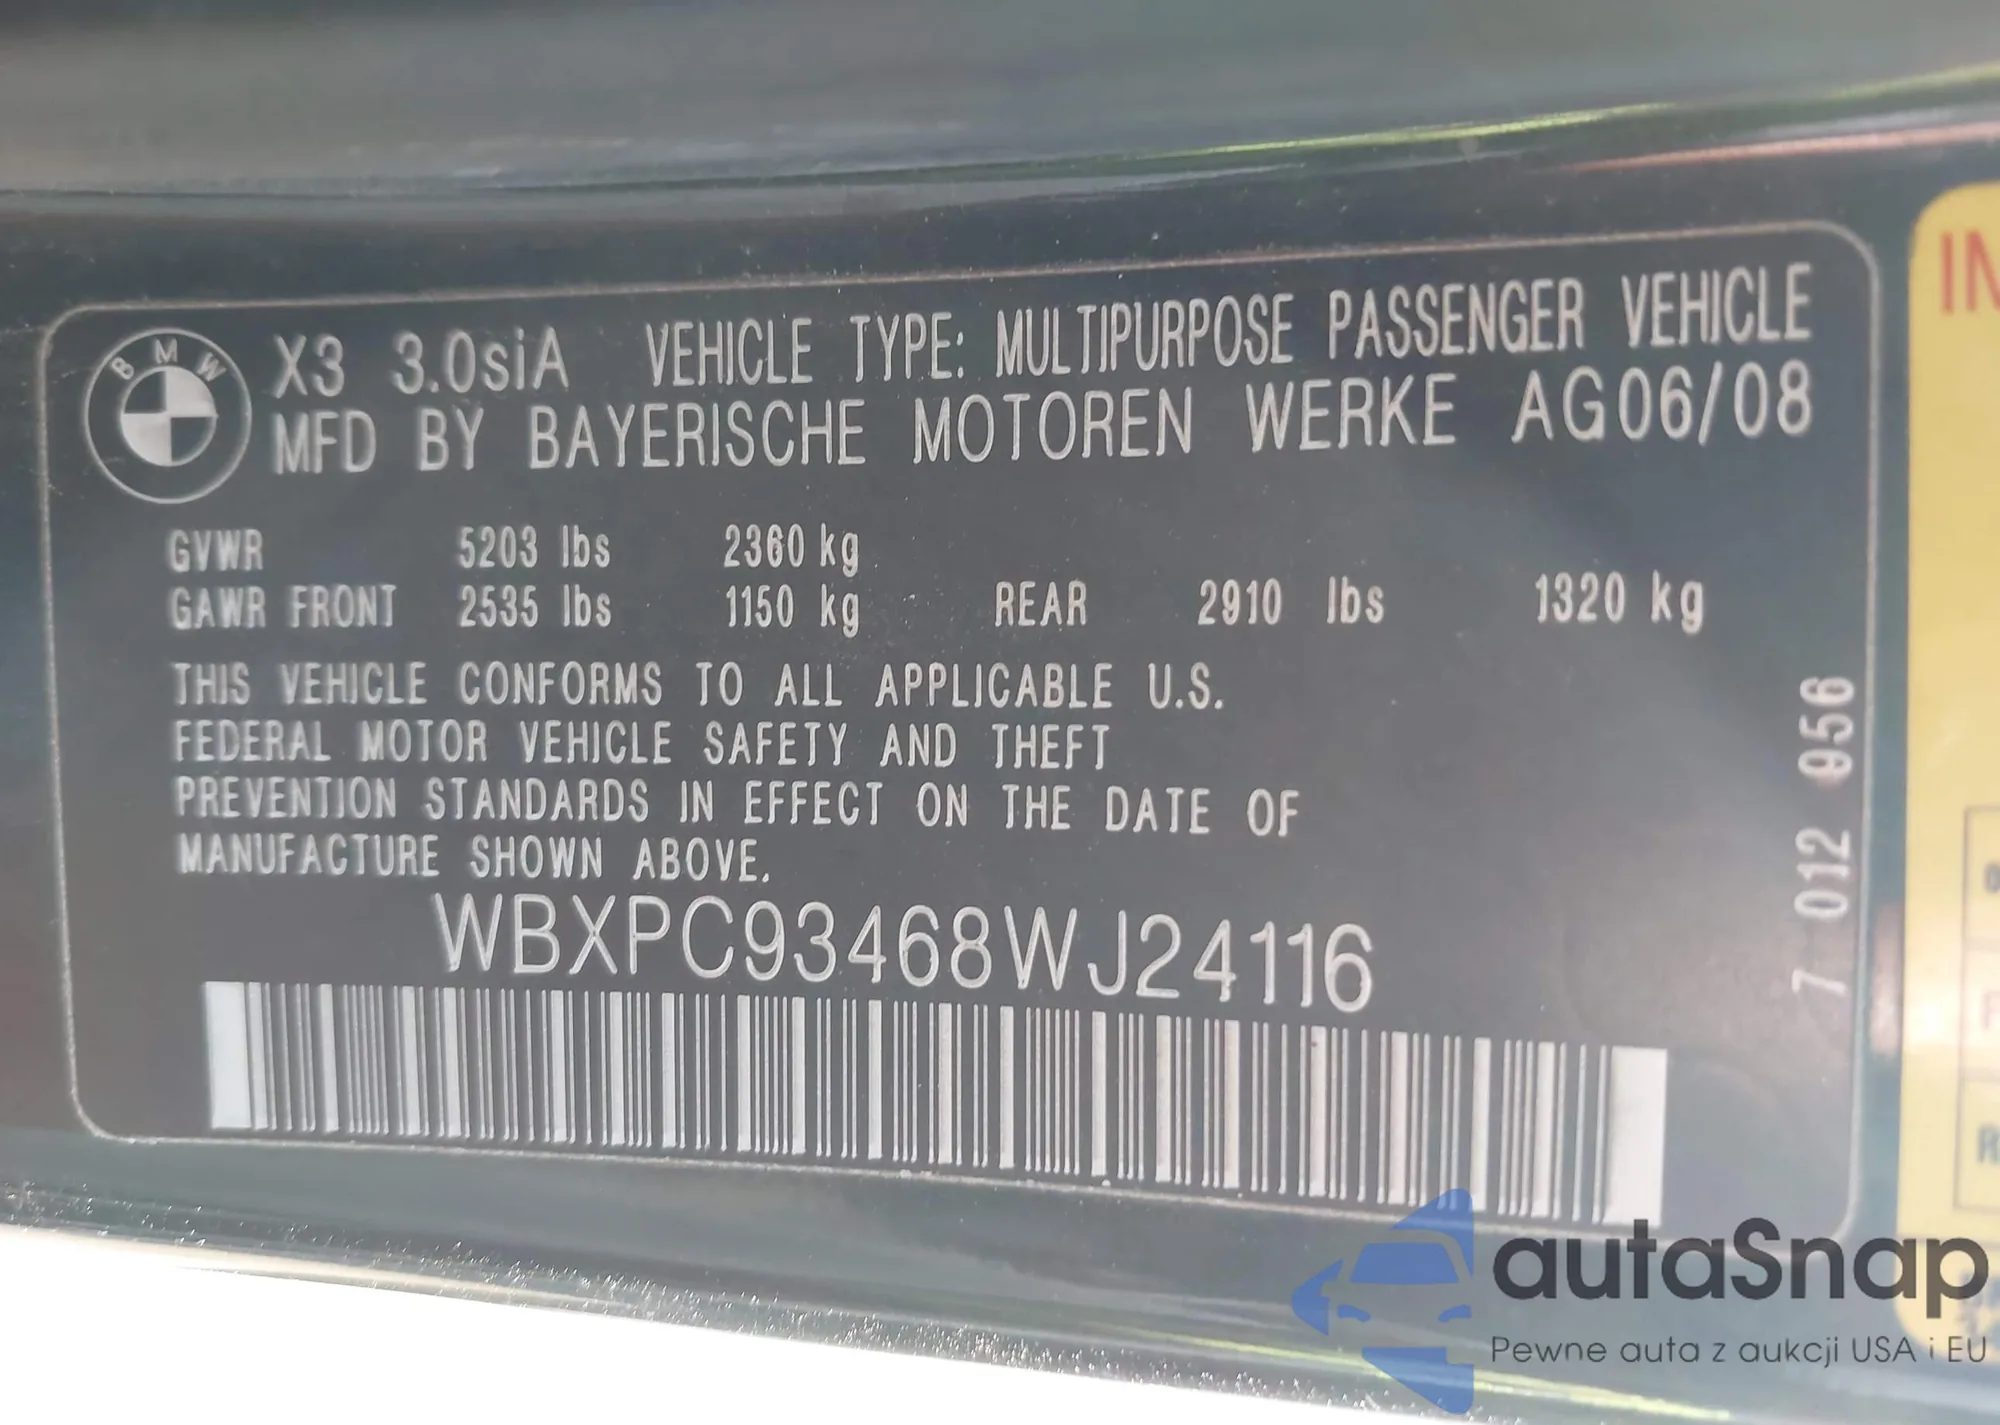 BMW
X3 3.0siA VEHICLE TYPE: MULTIPURPOSE PASSENGER VEHICLE
MFD BY BAYERISCHE MOTOREN WERKE AG 06/08
GVWR 5203 lbs 2360 kg
GAWR FRONT 2535 lbs 1150 kg REAR 2910 lbs 1320 kg
THIS VEHICLE CONFORMS TO ALL APPLICABLE U.S.
FEDERAL MOTOR VEHICLE SAFETY AND THEFT
PREVENTION STANDARDS IN EFFECT ON THE DATE OF
MANUFACTURE SHOWN ABOVE.
WBXPC93468WJ24116
7 012 956
autaSnap
Pewne auta z aukcji USA i EU